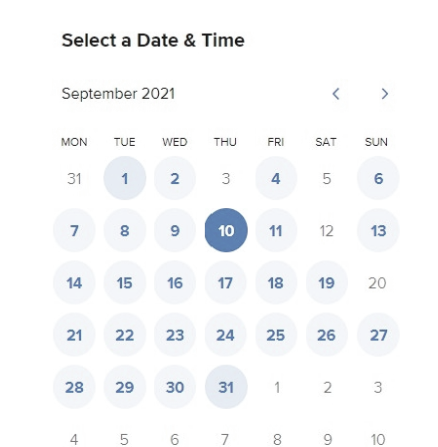 Select a Date & Time
September 2021
MON TUE WED THU FRI SAT SUN
31 1 2 3 4 5 6
7 8 9 10 11 12 13
14 15 16 17 18 19 20
21 22 23 24 25 26 27
28 29 30 31 1 2 3
4 5 6 7 8 9 10